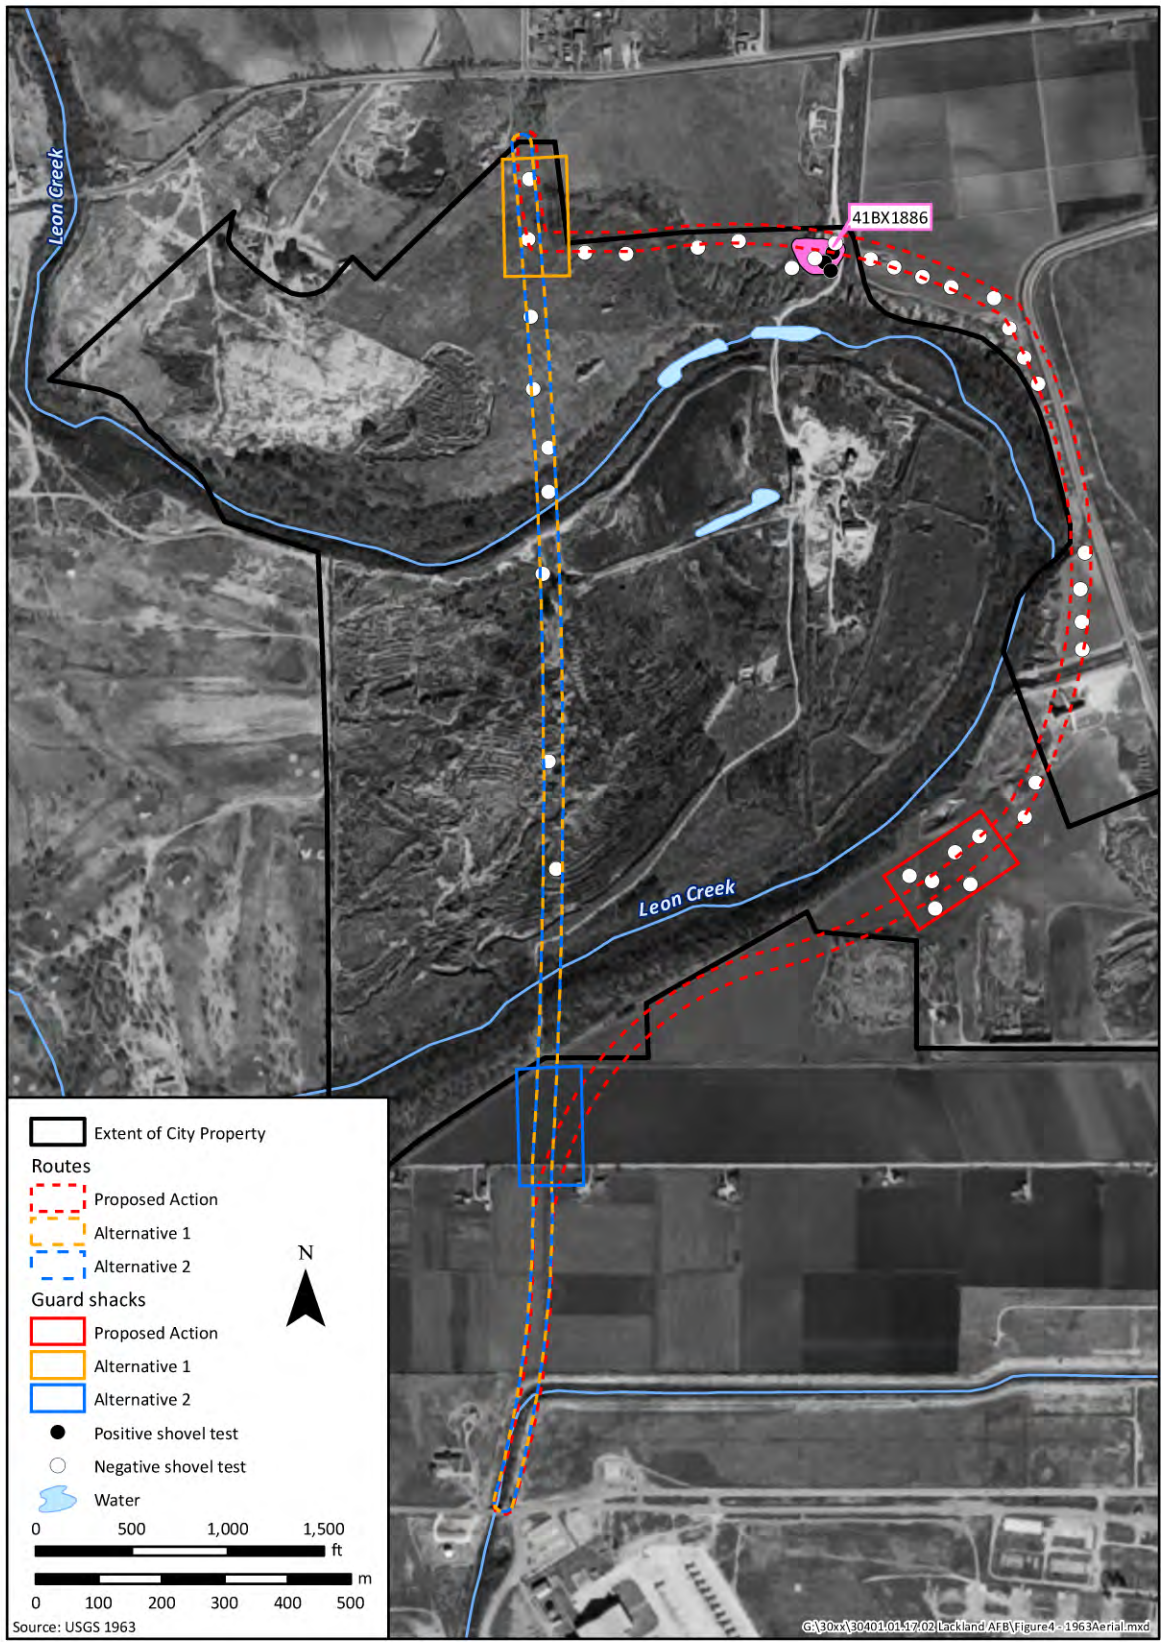 Leon Creek
41BX1886
Leon Creek
Extent of City Property
Routes
Proposed Action
Alternative 1
Alternative 2
N
Guard shacks
Proposed Action
Alternative 1
Alternative 2
Positive shovel test
Negative shovel test
Water
0 500 1,000 1,500
ft
m
0 100 200 300 400 500
Source: USGS 1963
G:\30xx\30401.01.17.02 Lackland AFB\Figure4 - 1963Aerial.mxd